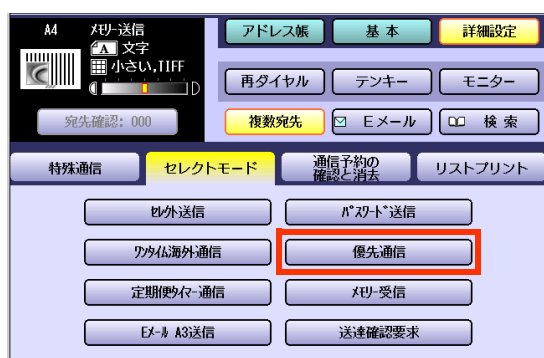 A4 ﾒﾓﾘｰ送信
A 文字
小さい,TIFF
D
宛先確認: 000
アドレス帳 基本 詳細設定
再ダイヤル テンキー モニター
複数宛先 Eメール 検索
特殊通信 セレクトモード 通信予約の確認と消去 リストプリント
ﾓﾚｸﾄ送信 ﾊﾟｽﾜｰﾄﾞ送信
ﾜﾝﾀｲﾑ海外通信 優先通信
定期便ﾀｲﾏｰ通信 ﾒﾓﾘｰ受信
Eﾒｰﾙ A3送信 送達確認要求